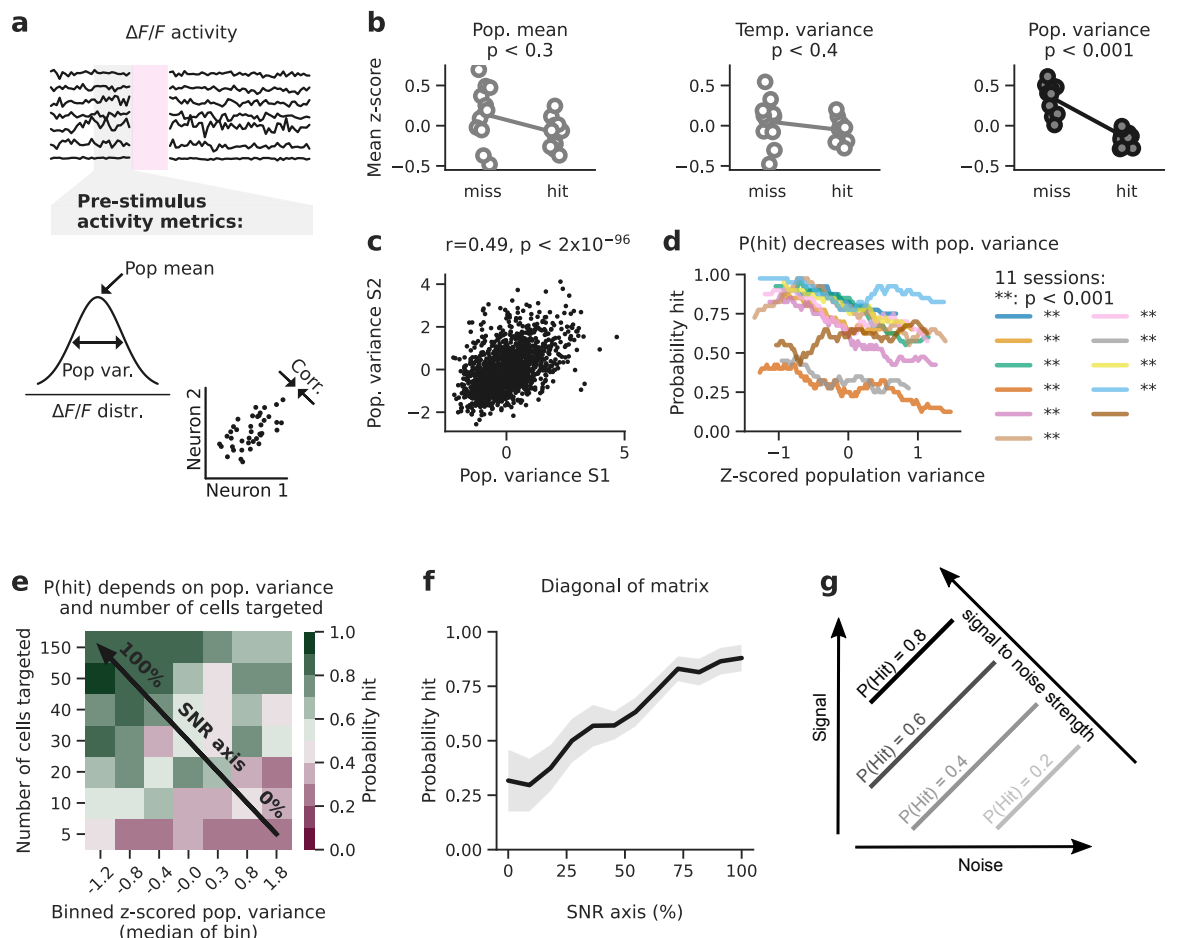 a
ΔF/F activity
Pre-stimulus
activity metrics:
Pop mean
Pop var.
ΔF/F distr.
Corr.
Neuron 2
Neuron 1
b
Pop. mean
p < 0.3
Temp. variance
p < 0.4
Pop. variance
p < 0.001
Mean z-score
0.5
0.0
−0.5
miss
hit
0.5
0.0
−0.5
miss
hit
0.5
0.0
−0.5
miss
hit
c
r=0.49, p < 2x10⁻⁹⁶
Pop. variance S2
4
2
0
−2
0
5
Pop. variance S1
d
P(hit) decreases with pop. variance
Probability hit
1.00
0.75
0.50
0.25
0.00
−1
0
1
Z-scored population variance
11 sessions:
**: p < 0.001
**
**
**
**
**
**
**
**
**
**
e
P(hit) depends on pop. variance
and number of cells targeted
Number of cells targeted
150
50
40
30
20
10
5
100%
SNR axis
0%
-1.2
-0.8
-0.4
-0.0
0.3
0.8
1.8
Binned z-scored pop. variance
(median of bin)
1.0
0.8
0.6
0.4
0.2
0.0
Probability hit
f
Diagonal of matrix
Probability hit
1.00
0.75
0.50
0.25
0.00
0
25
50
75
100
SNR axis (%)
g
Signal
P(Hit) = 0.8
P(Hit) = 0.6
P(Hit) = 0.4
P(Hit) = 0.2
signal to noise strength
Noise